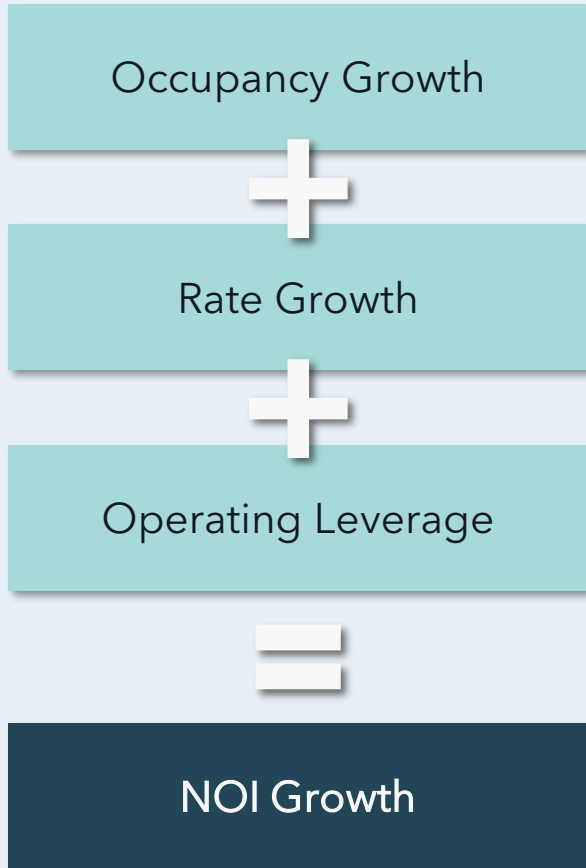 Occupancy Growth
+
Rate Growth
+
Operating Leverage
=
NOI Growth